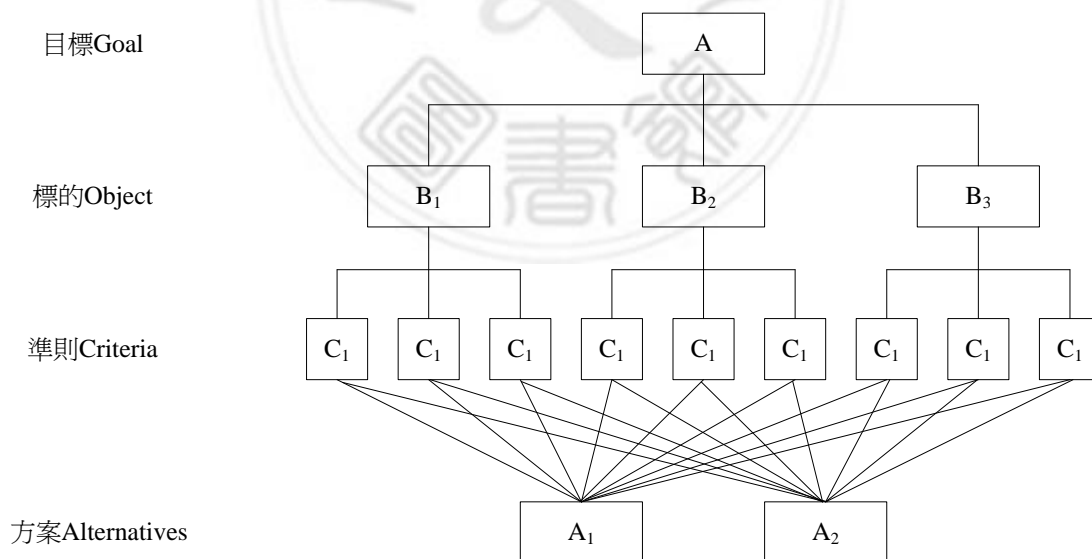 目標Goal
A
標的Object
B₁ B₂ B₃
準則Criteria
C₁ C₁ C₁ C₁ C₁ C₁ C₁ C₁ C₁
方案Alternatives
A₁ A₂